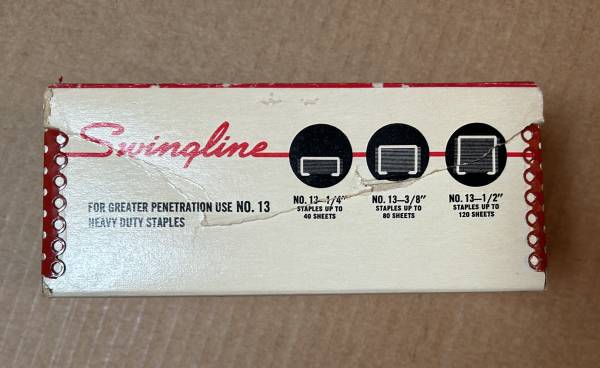 Swingline
FOR GREATER PENETRATION USE NO. 13
HEAVY DUTY STAPLES
NO. 13—1/4"
STAPLES UP TO
40 SHEETS
NO. 13—3/8"
STAPLES UP TO
80 SHEETS
NO. 13—1/2"
STAPLES UP TO
120 SHEETS